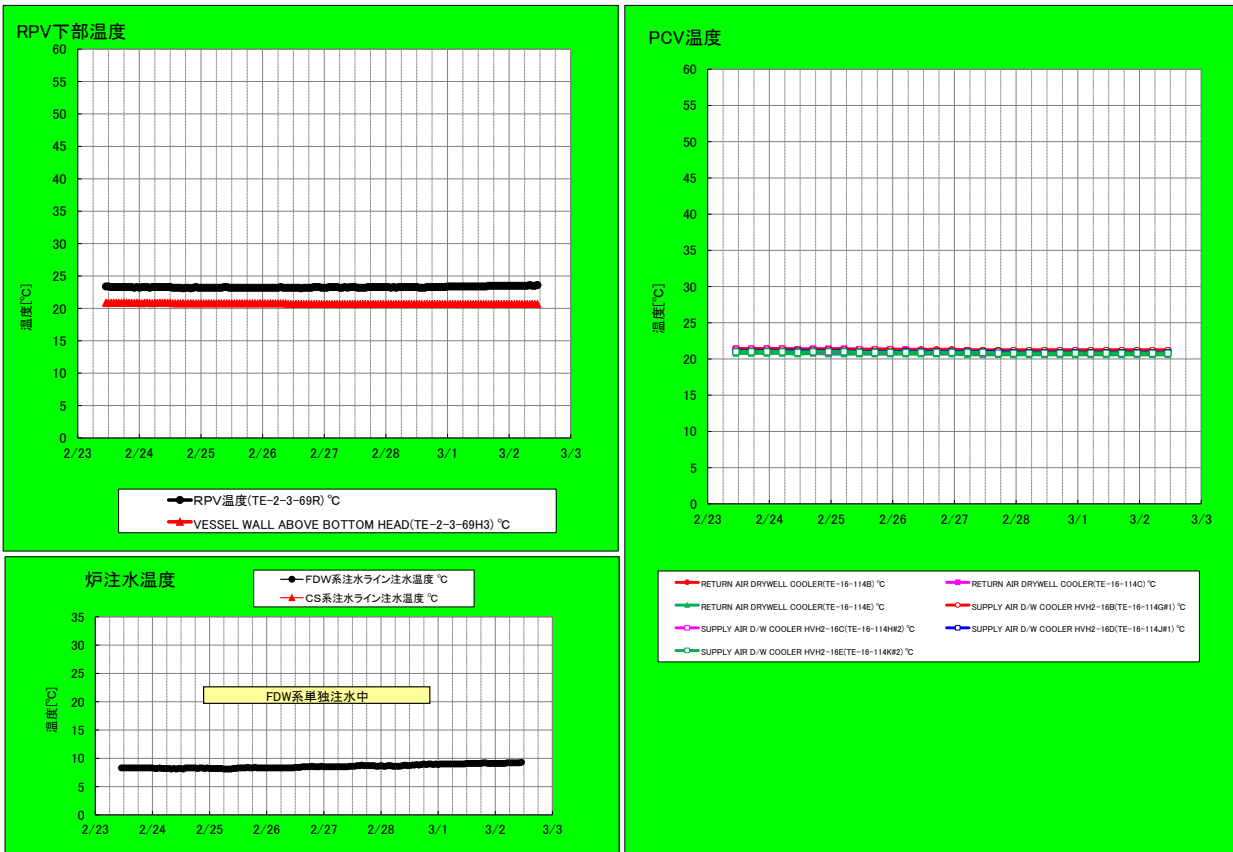 RPV下部温度
60
55
50
45
40
35
30
25
20
15
10
5
0
温度[℃]
2/23 2/24 2/25 2/26 2/27 2/28 3/1 3/2 3/3
RPV温度(TE-2-3-69R) ℃
VESSEL WALL ABOVE BOTTOM HEAD(TE-2-3-69H3) ℃
炉注水温度
FDW系注水ライン注水温度 ℃
CS系注水ライン注水温度 ℃
35
30
25
20
15
10
5
0
温度[℃]
FDW系単独注水中
2/23 2/24 2/25 2/26 2/27 2/28 3/1 3/2 3/3
PCV温度
60
55
50
45
40
35
30
25
20
15
10
5
0
温度[℃]
2/23 2/24 2/25 2/26 2/27 2/28 3/1 3/2 3/3
RETURN AIR DRYWELL COOLER(TE-16-114B) ℃
RETURN AIR DRYWELL COOLER(TE-16-114C) ℃
RETURN AIR DRYWELL COOLER(TE-16-114E) ℃
SUPPLY AIR D/W COOLER HVH2-16B(TE-16-114G#1) ℃
SUPPLY AIR D/W COOLER HVH2-16C(TE-16-114H#2) ℃
SUPPLY AIR D/W COOLER HVH2-16D(TE-16-114J#1) ℃
SUPPLY AIR D/W COOLER HVH2-16E(TE-16-114K#2) ℃